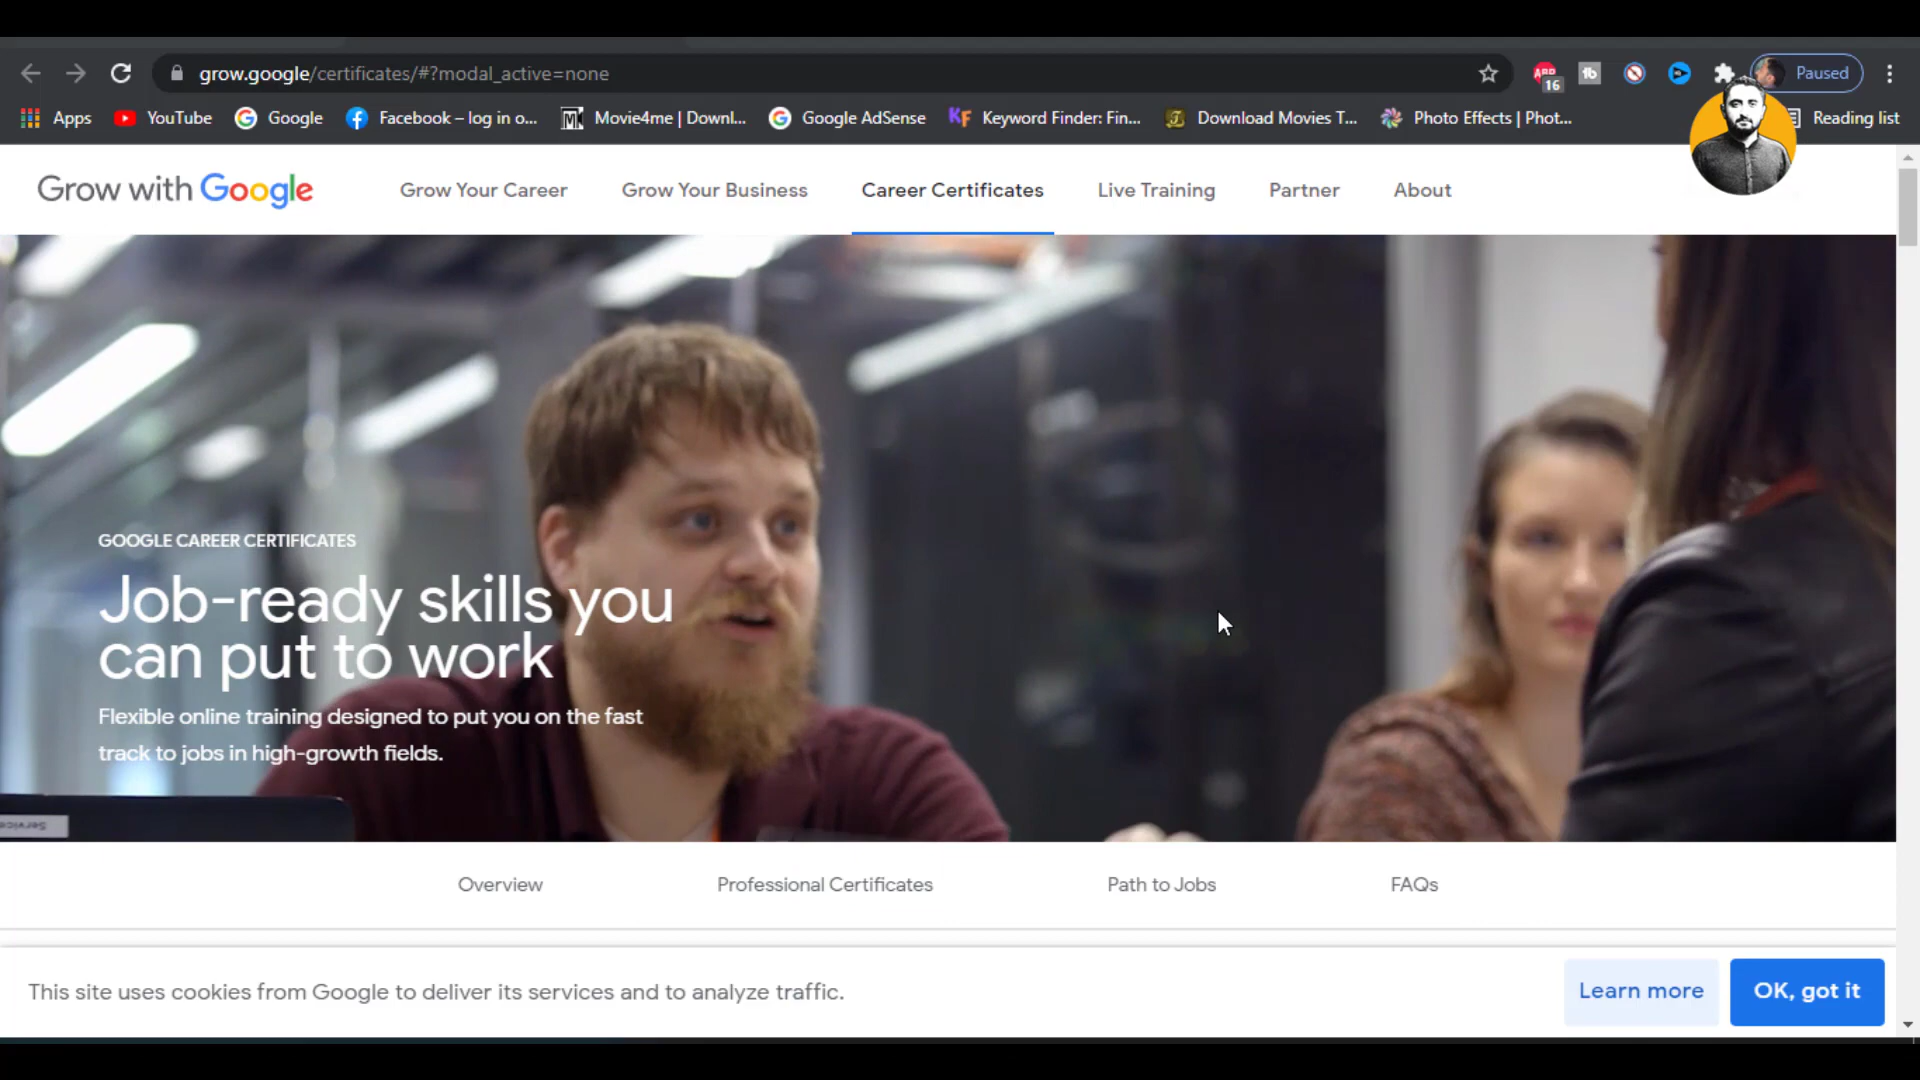 grow.google/certificates/#?modal_active=none
ABP
16
tb
Paused
Apps
YouTube
Google
Facebook – log in o...
Movie4me | Downl...
Google AdSense
KF
Keyword Finder: Fin...
Download Movies T...
Photo Effects | Phot...
Reading list
Grow with Google
Grow Your Career
Grow Your Business
Career Certificates
Live Training
Partner
About
GOOGLE CAREER CERTIFICATES
Job-ready skills you
can put to work
Flexible online training designed to put you on the fast
track to jobs in high-growth fields.
Overview
Professional Certificates
Path to Jobs
FAQs
This site uses cookies from Google to deliver its services and to analyze traffic.
Learn more
OK, got it